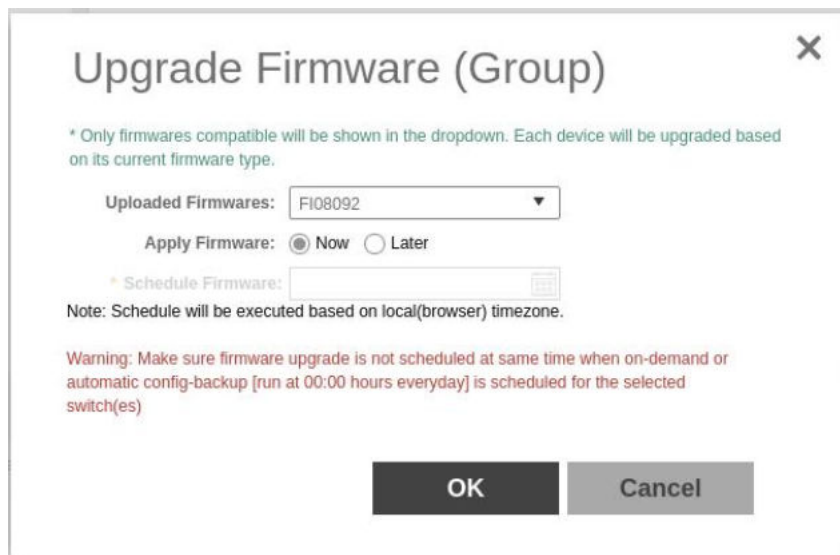 Upgrade Firmware (Group)
* Only firmwares compatible will be shown in the dropdown. Each device will be upgraded based
on its current firmware type.
Uploaded Firmwares: FI08092
Apply Firmware: Now Later
* Schedule Firmware:
Note: Schedule will be executed based on local(browser) timezone.
Warning: Make sure firmware upgrade is not scheduled at same time when on-demand or
automatic config-backup [run at 00:00 hours everyday] is scheduled for the selected
switch(es)
OK Cancel